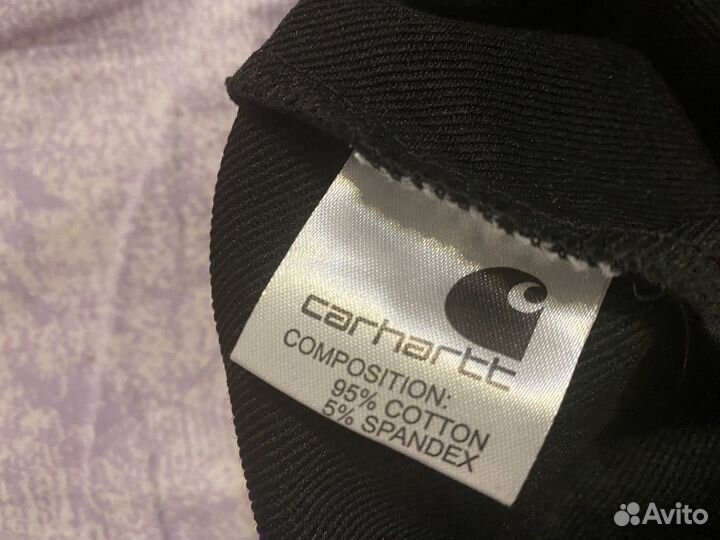 carhartt
COMPOSITION:
95% COTTON
5% SPANDEX
Avito